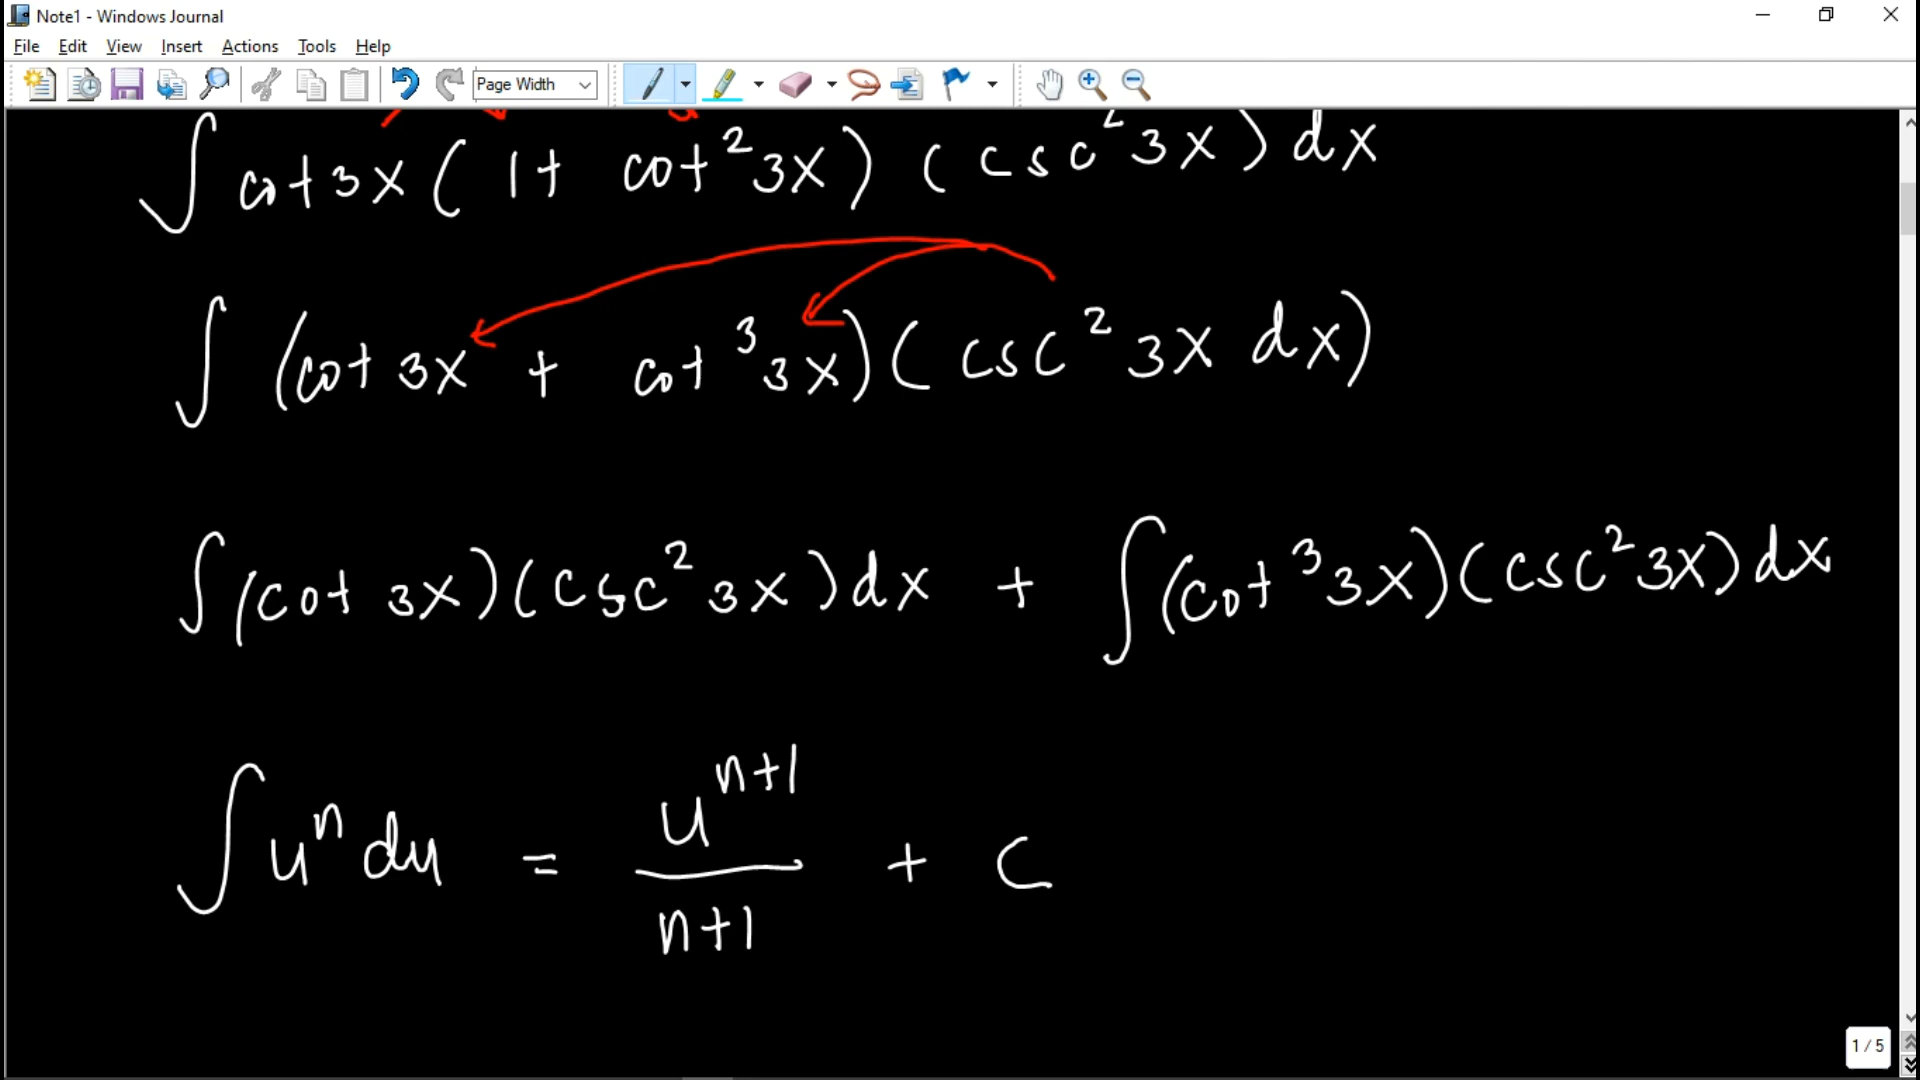 Note1 - Windows Journal
File Edit View Insert Actions Tools Help
Page Width
∫ cot 3x (1 + cot² 3x) (csc² 3x) dx
∫ (cot 3x + cot³ 3x)(csc² 3x dx)
∫(cot 3x)(csc² 3x)dx + ∫(cot³ 3x)(csc² 3x)dx
∫ uⁿ du = uⁿ⁺¹/n+1 + C
1 / 5